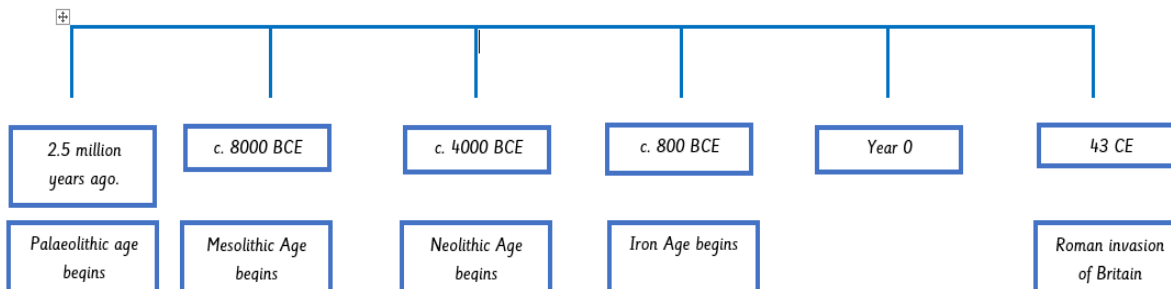 2.5 million
years ago.
c. 8000 BCE
c. 4000 BCE
c. 800 BCE
Year 0
43 CE
Palaeolithic age
begins
Mesolithic Age
begins
Neolithic Age
begins
Iron Age begins
Roman invasion
of Britain